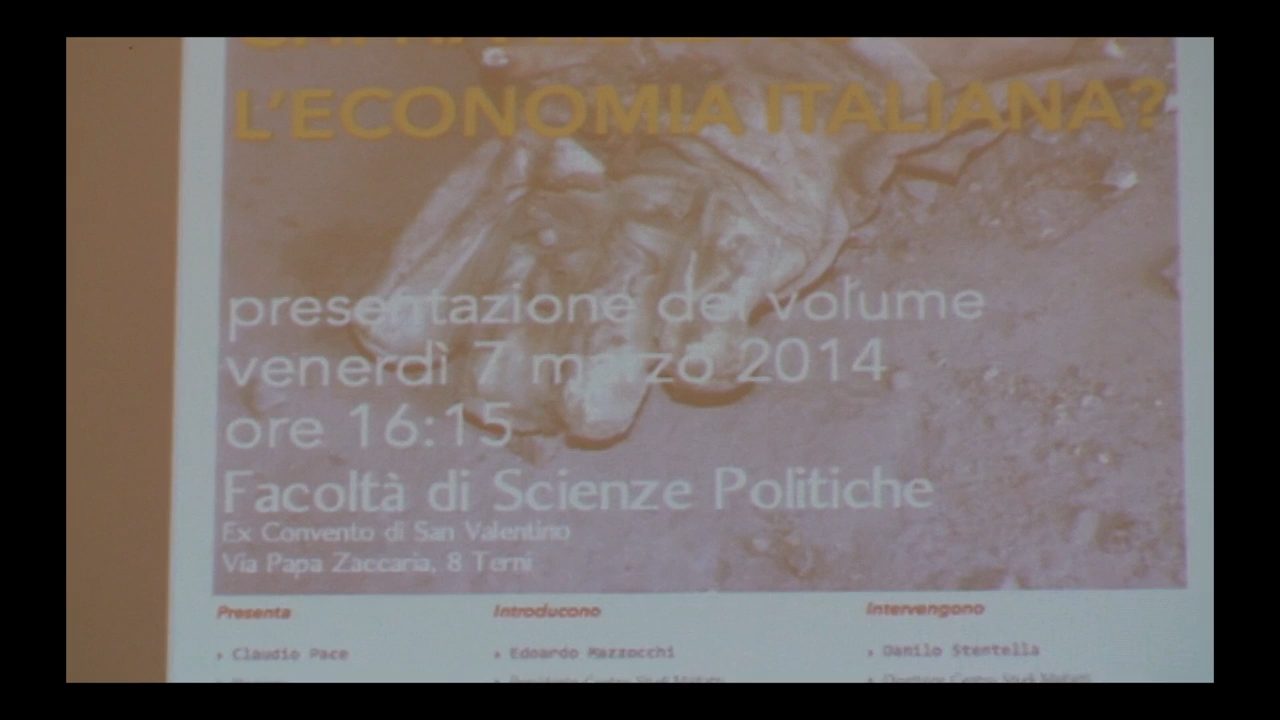 L'ECONOMIA ITALIANA?
presentazione del volume
venerdì 7 marzo 2014
ore 16:15
Facoltà di Scienze Politiche
Ex Convento di San Valentino
Via Papa Zaccaria, 8 Terni
Presenta
Introducono
Intervengono
Claudio Pace
Edoardo Mazzocchi
Danilo Stentella